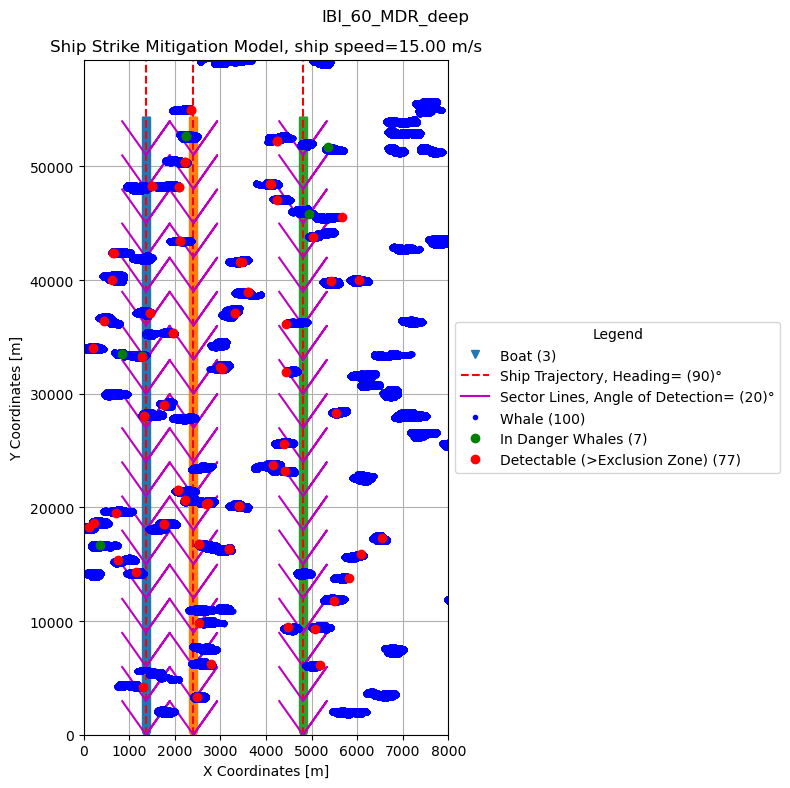 IBI_60_MDR_deep
Ship Strike Mitigation Model, ship speed=15.00 m/s
50000
40000
30000
20000
10000
0
Y Coordinates [m]
0 1000 2000 3000 4000 5000 6000 7000 8000
X Coordinates [m]
Legend
Boat (3)
Ship Trajectory, Heading= (90)°
Sector Lines, Angle of Detection= (20)°
Whale (100)
In Danger Whales (7)
Detectable (>Exclusion Zone) (77)